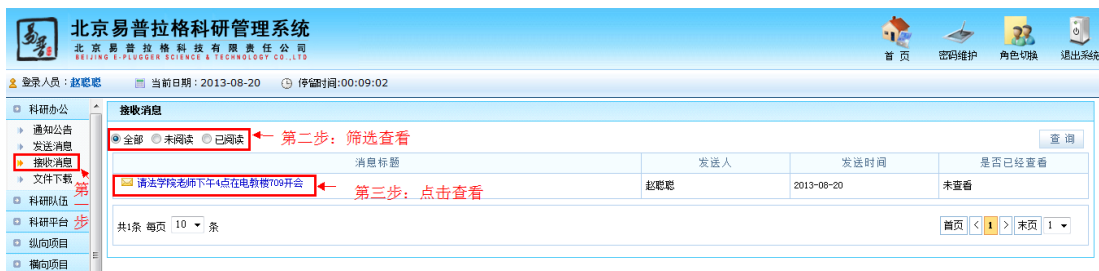 北京易普拉格科研管理系统
北京易普拉格科技有限责任公司
BEIJING E-PLUGGER SCIENCE & TECHNOLOGY CO.,LTD
首 页
密码维护
角色切换
退出系统
登录人员：赵聪聪
当前日期：2013-08-20
停留时间:00:09:02
科研办公
通知公告
发送消息
接收消息
文件下载
科研队伍
科研平台
纵向项目
横向项目
第一步
接收消息
全部 未阅读 已阅读
第二步：筛选查看
查 询
消息标题 发送人 发送时间 是否已经查看
请法学院老师下午4点在电教楼709开会 赵聪聪 2013-08-20 未查看
第三步：点击查看
共1条 每页 10 条
首页 < 1 > 末页 1